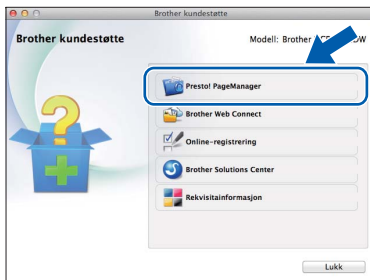 Brother kundestøtte
Brother kundestøtte
Modell: Brother
Presto! PageManager
Brother Web Connect
Online-registrering
Brother Solutions Center
Rekvisitainformasjon
Lukk